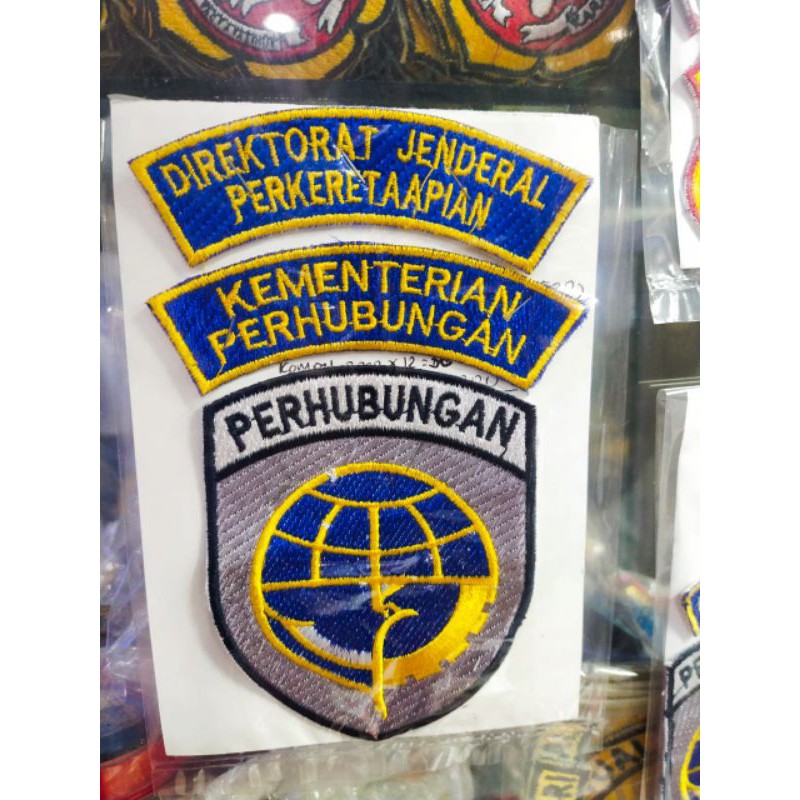 DIREKTORAT JENDERAL
PERKERETAAPIAN
KEMENTERIAN
PERHUBUNGAN
PERHUBUNGAN